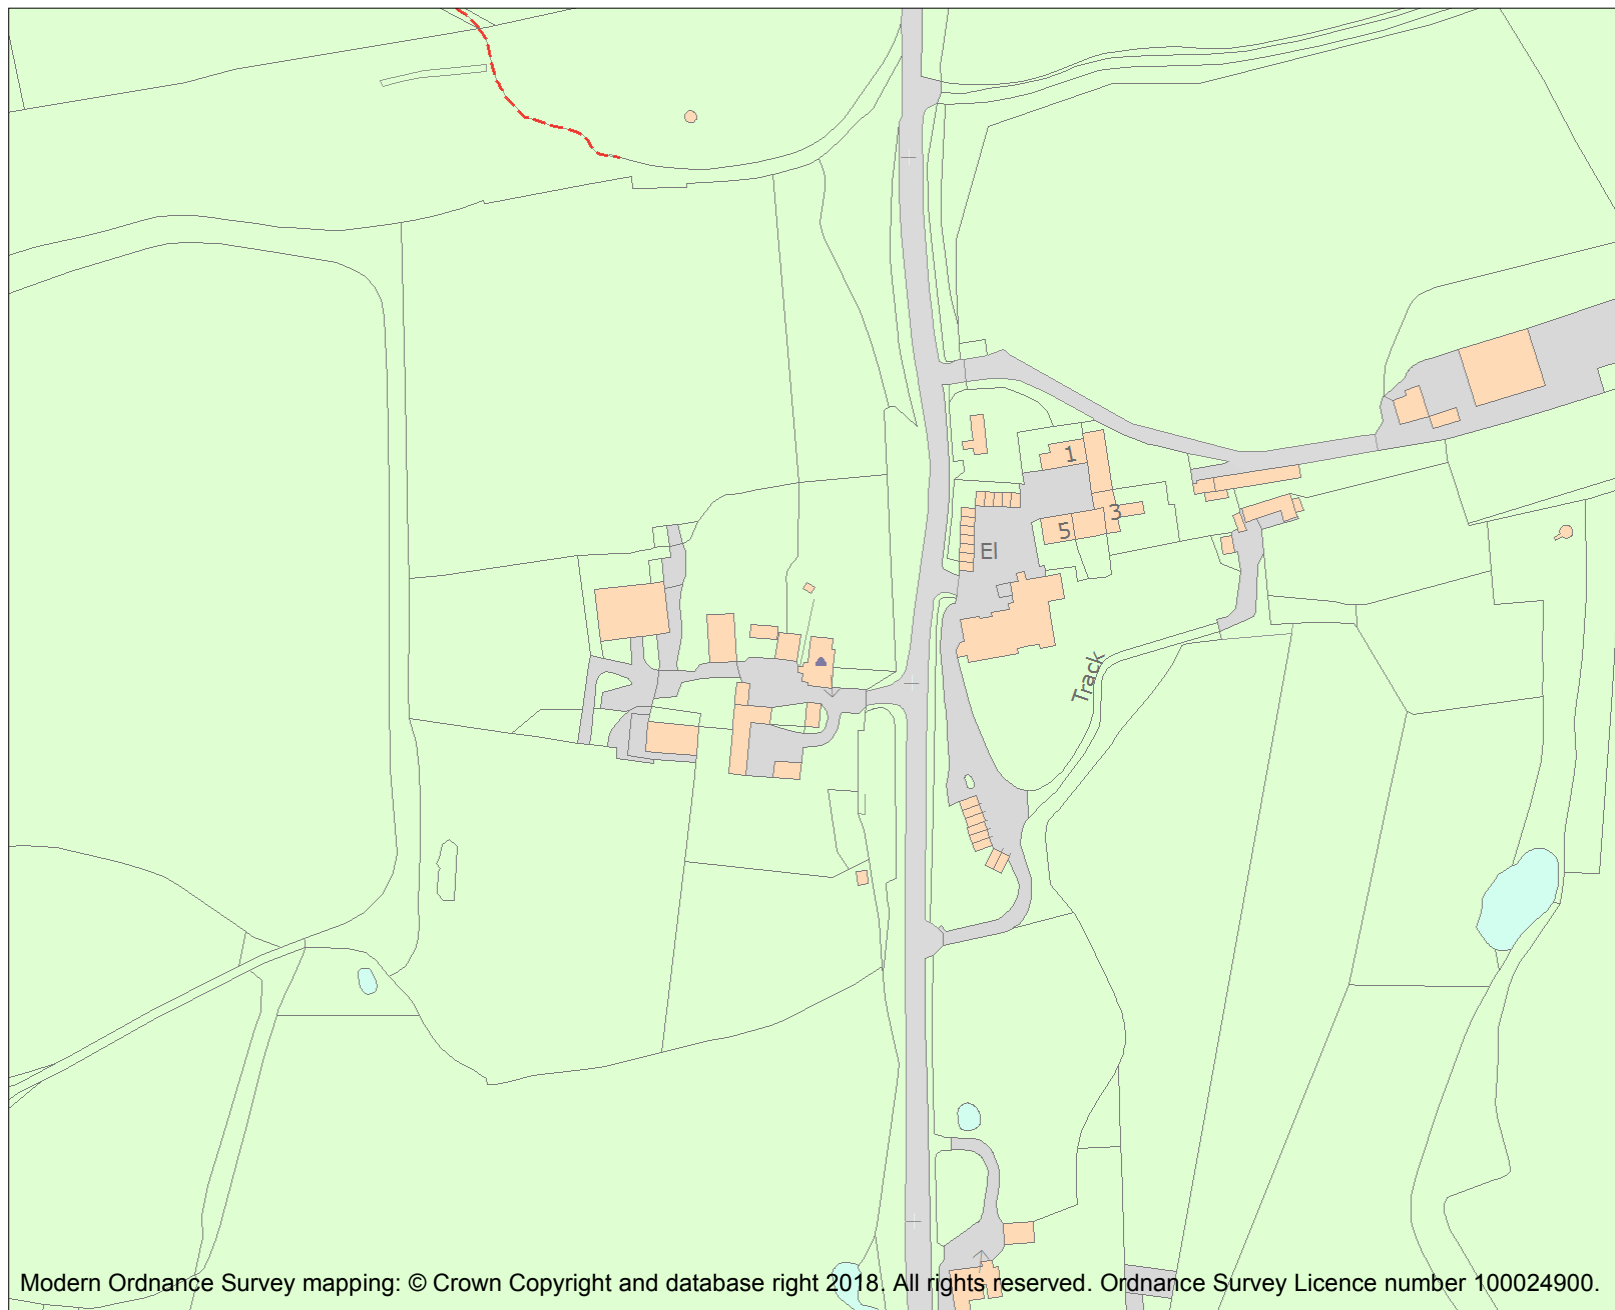 1
3
5
El
Track
Modern Ordnance Survey mapping: © Crown Copyright and database right 2018. All rights reserved. Ordnance Survey Licence number 100024900.